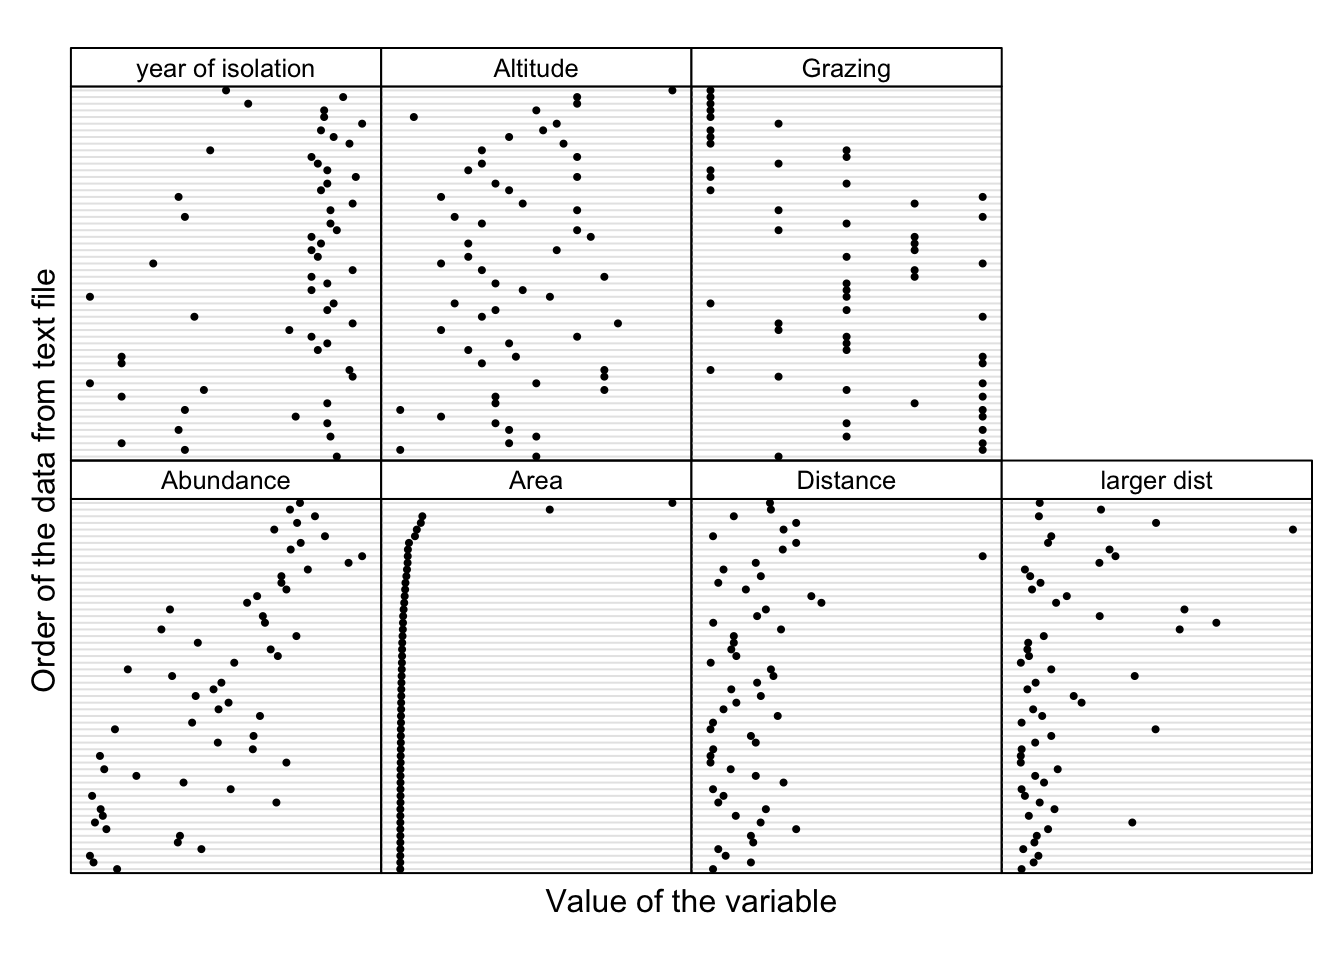 year of isolation
Altitude
Grazing
Order of the data from text file
Abundance
Area
Distance
larger dist
Value of the variable